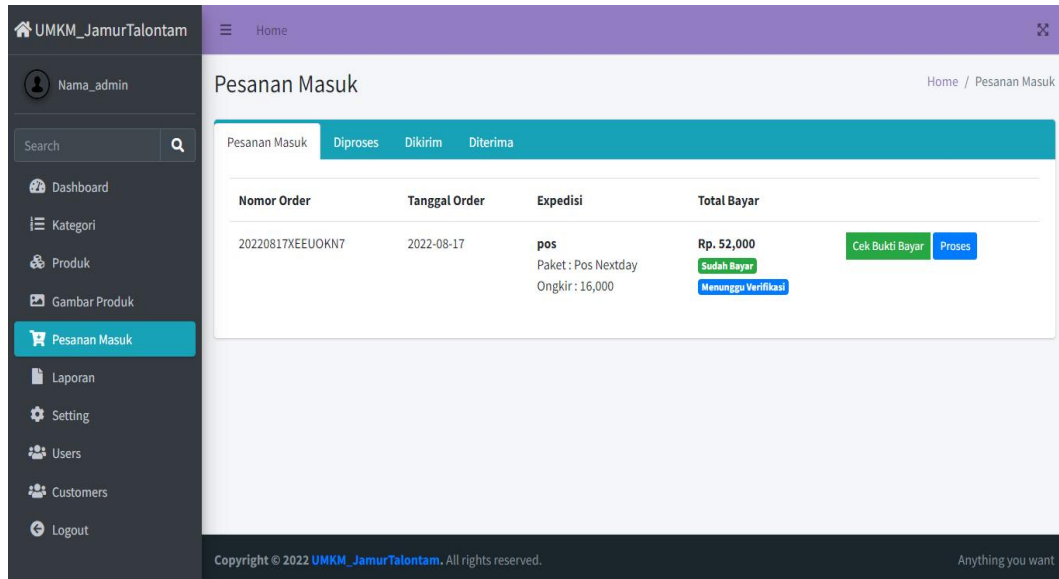 UMKM_JamurTalontam
Home
Nama_admin
Pesanan Masuk
Home / Pesanan Masuk
Search
Pesanan Masuk Diproses Dikirim Diterima
Dashboard
Kategori
Produk
Gambar Produk
Pesanan Masuk
Laporan
Setting
Users
Customers
Logout
Nomor Order Tanggal Order Expedisi Total Bayar
20220817XEEUOKN7 2022-08-17 pos Rp. 52,000 Cek Bukti Bayar Proses
Paket : Pos Nextday Sudah Bayar
Ongkir : 16,000 Menunggu Verifikasi
Copyright © 2022 UMKM_JamurTalontam. All rights reserved. Anything you want